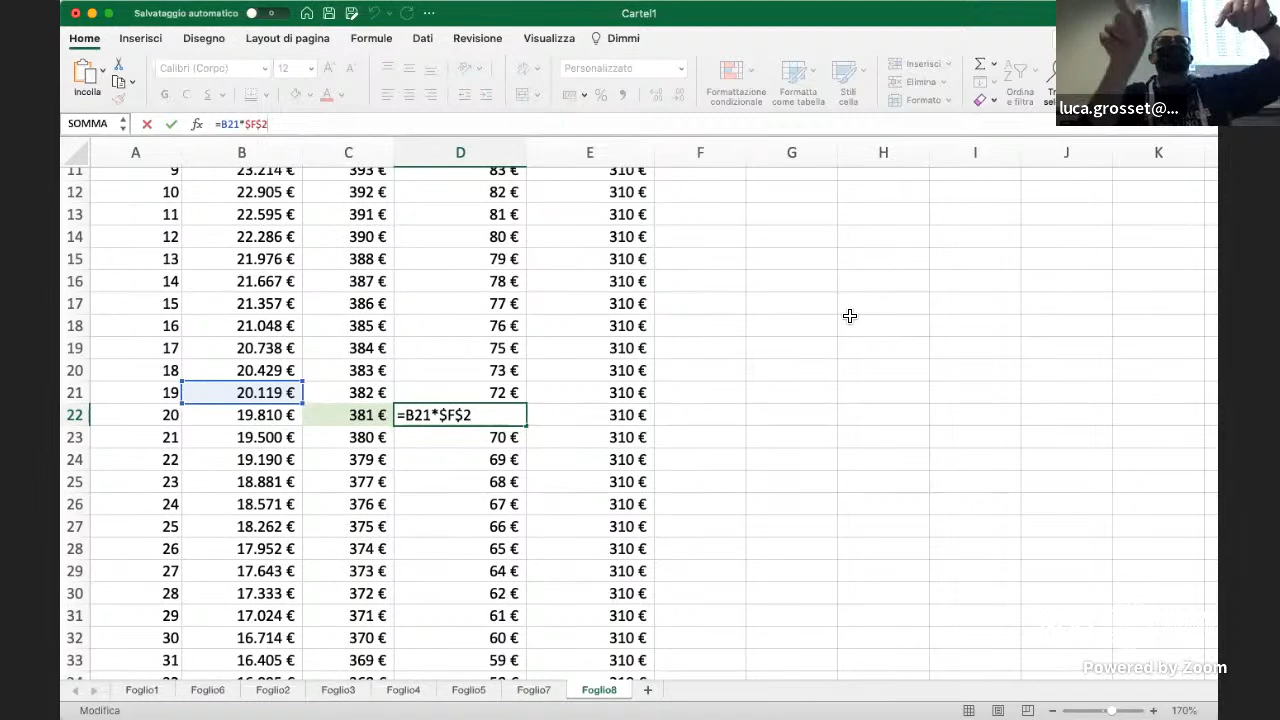 Salvataggio automatico
Cartel1
Home Inserisci Disegno Layout di pagina Formule Dati Revisione Visualizza Dimmi
Incolla
Calibri (Corpo) 12
G C S
Personalizzato
Formattazione condizionale
Formatta come tabella
Stili cella
Inserisci
Elimina
Formato
Ordina e filtra
luca.grosset@...
SOMMA fx =B21*$F$2
A B C D E F G H I J K
11 9 23.214 € 393 € 83 € 310 €
12 10 22.905 € 392 € 82 € 310 €
13 11 22.595 € 391 € 81 € 310 €
14 12 22.286 € 390 € 80 € 310 €
15 13 21.976 € 388 € 79 € 310 €
16 14 21.667 € 387 € 78 € 310 €
17 15 21.357 € 386 € 77 € 310 €
18 16 21.048 € 385 € 76 € 310 €
19 17 20.738 € 384 € 75 € 310 €
20 18 20.429 € 383 € 73 € 310 €
21 19 20.119 € 382 € 72 € 310 €
22 20 19.810 € 381 € =B21*$F$2 310 €
23 21 19.500 € 380 € 70 € 310 €
24 22 19.190 € 379 € 69 € 310 €
25 23 18.881 € 377 € 68 € 310 €
26 24 18.571 € 376 € 67 € 310 €
27 25 18.262 € 375 € 66 € 310 €
28 26 17.952 € 374 € 65 € 310 €
29 27 17.643 € 373 € 64 € 310 €
30 28 17.333 € 372 € 62 € 310 €
31 29 17.024 € 371 € 61 € 310 €
32 30 16.714 € 370 € 60 € 310 €
33 31 16.405 € 369 € 59 € 310 €
Powered by Zoom
Foglio1 Foglio6 Foglio2 Foglio3 Foglio4 Foglio5 Foglio7 Foglio8
Modifica 170%